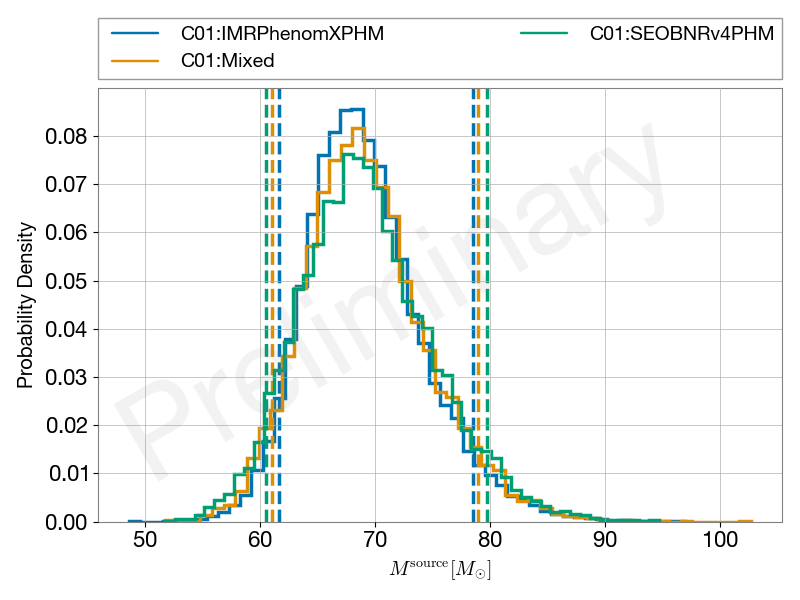 C01:IMRPhenomXPHM
C01:Mixed
C01:SEOBNRv4PHM
Preliminary
Probability Density
0.08
0.07
0.06
0.05
0.04
0.03
0.02
0.01
0.00
50 60 70 80 90 100
M^source[M_⊙]